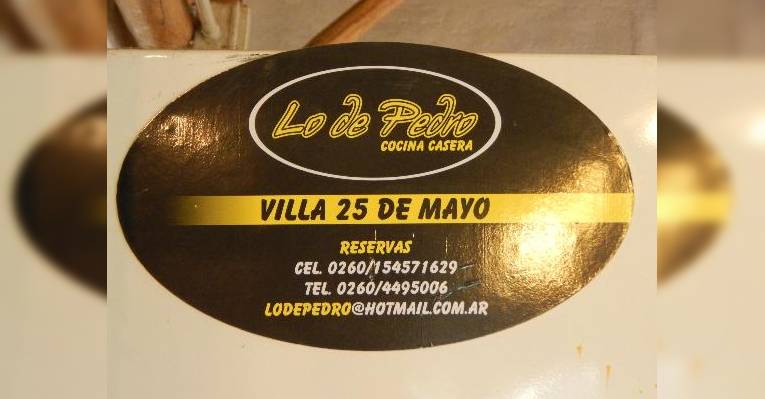 Lo de Pedro
COCINA CASERA
VILLA 25 DE MAYO
RESERVAS
CEL. 0260/154571629
TEL. 0260/4495006
LODEPEDRO@HOTMAIL.COM.AR